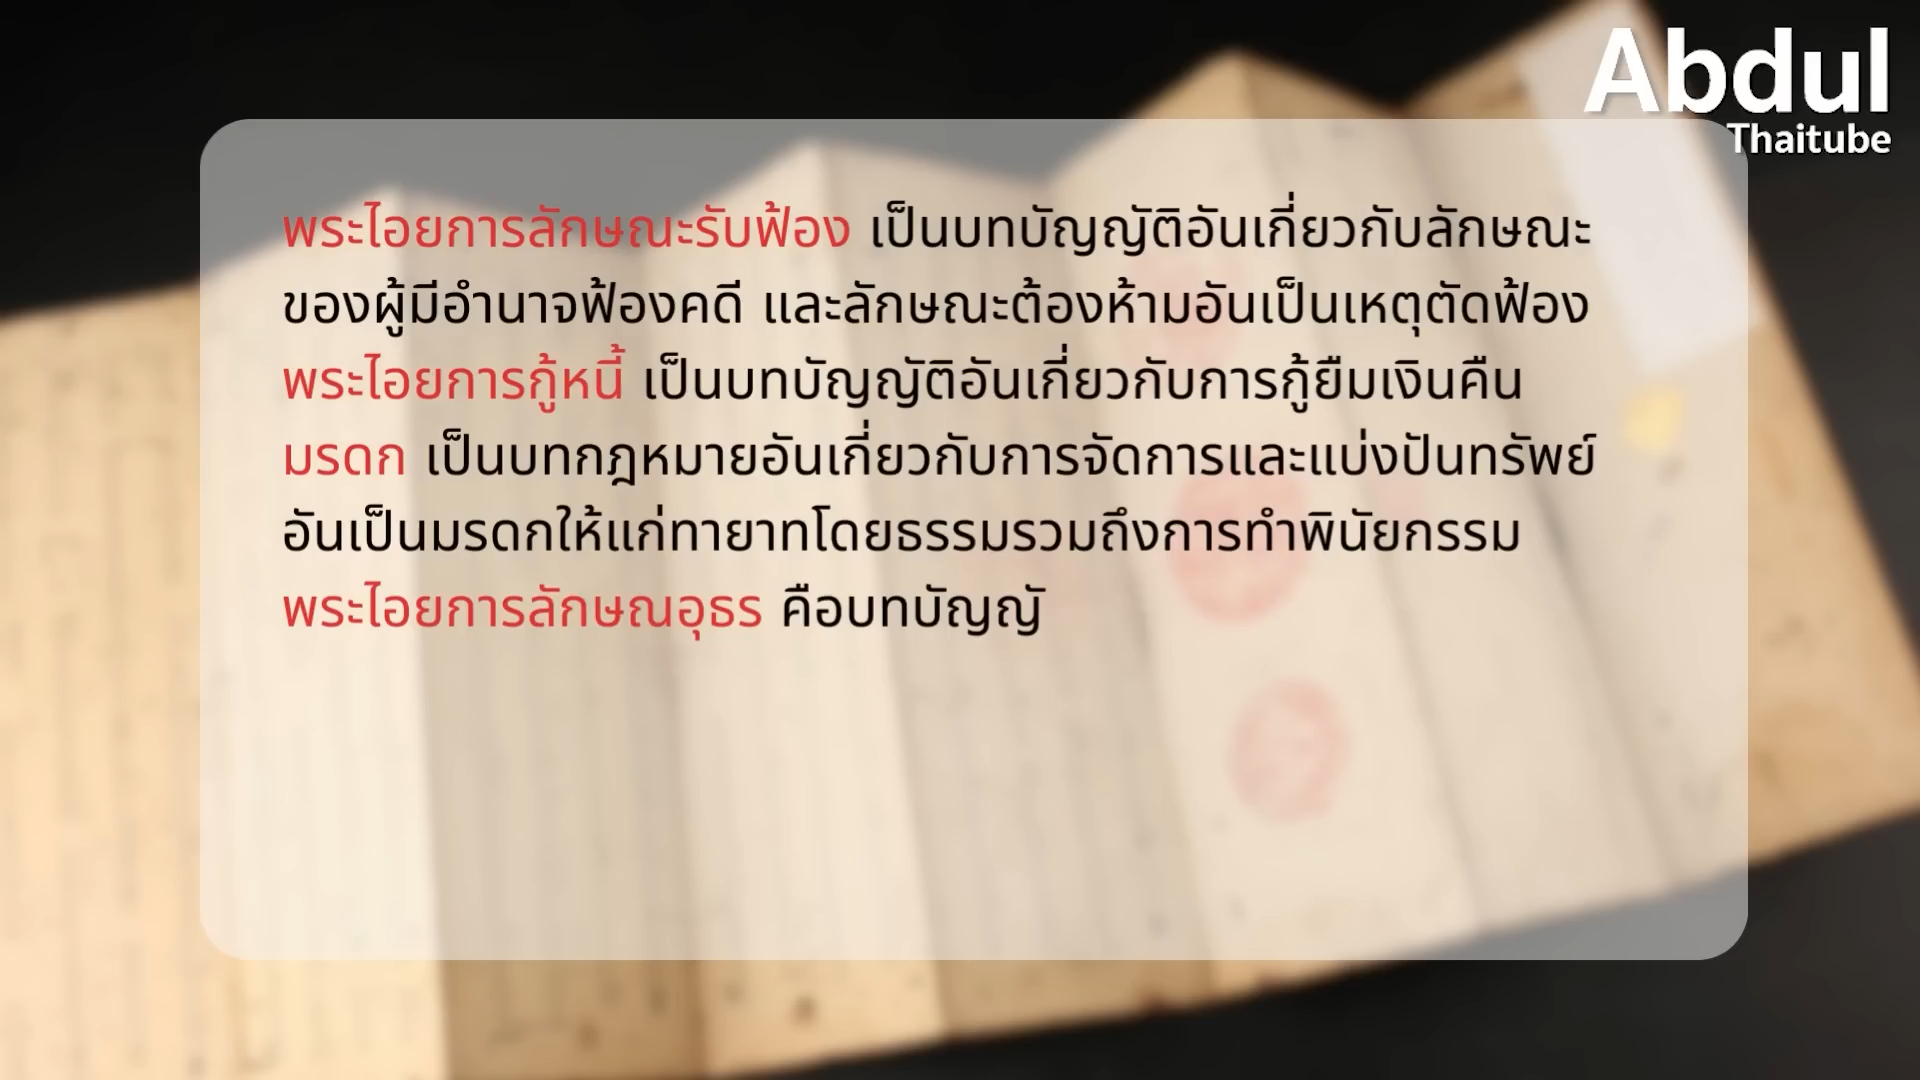 Abdul
Thaitube
พระไอยการลักษณะรับฟ้อง เป็นบทบัญญัติอันเกี่ยวกับลักษณะ
ของผู้มีอำนาจฟ้องคดี และลักษณะต้องห้ามอันเป็นเหตุตัดฟ้อง
พระไอยการกู้หนี้ เป็นบทบัญญัติอันเกี่ยวกับการกู้ยืมเงินคืน
มรดก เป็นบทกฎหมายอันเกี่ยวกับการจัดการและแบ่งปันทรัพย์
อันเป็นมรดกให้แก่ทายาทโดยธรรมรวมถึงการทำพินัยกรรม
พระไอยการลักษณอุธร คือบทบัญญั